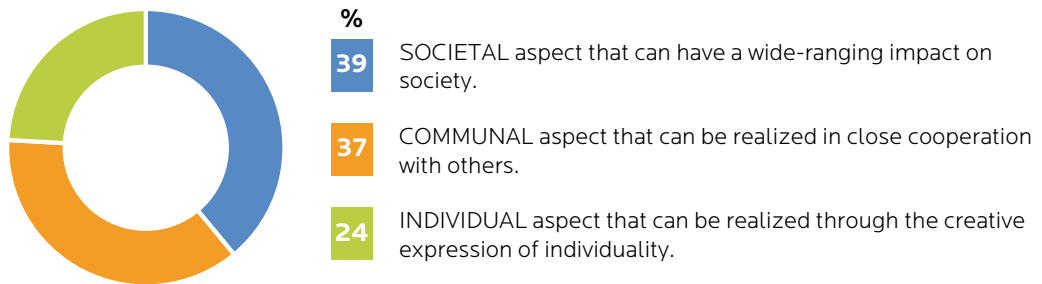 %
39 SOCIETAL aspect that can have a wide-ranging impact on
society.
37 COMMUNAL aspect that can be realized in close cooperation
with others.
24 INDIVIDUAL aspect that can be realized through the creative
expression of individuality.